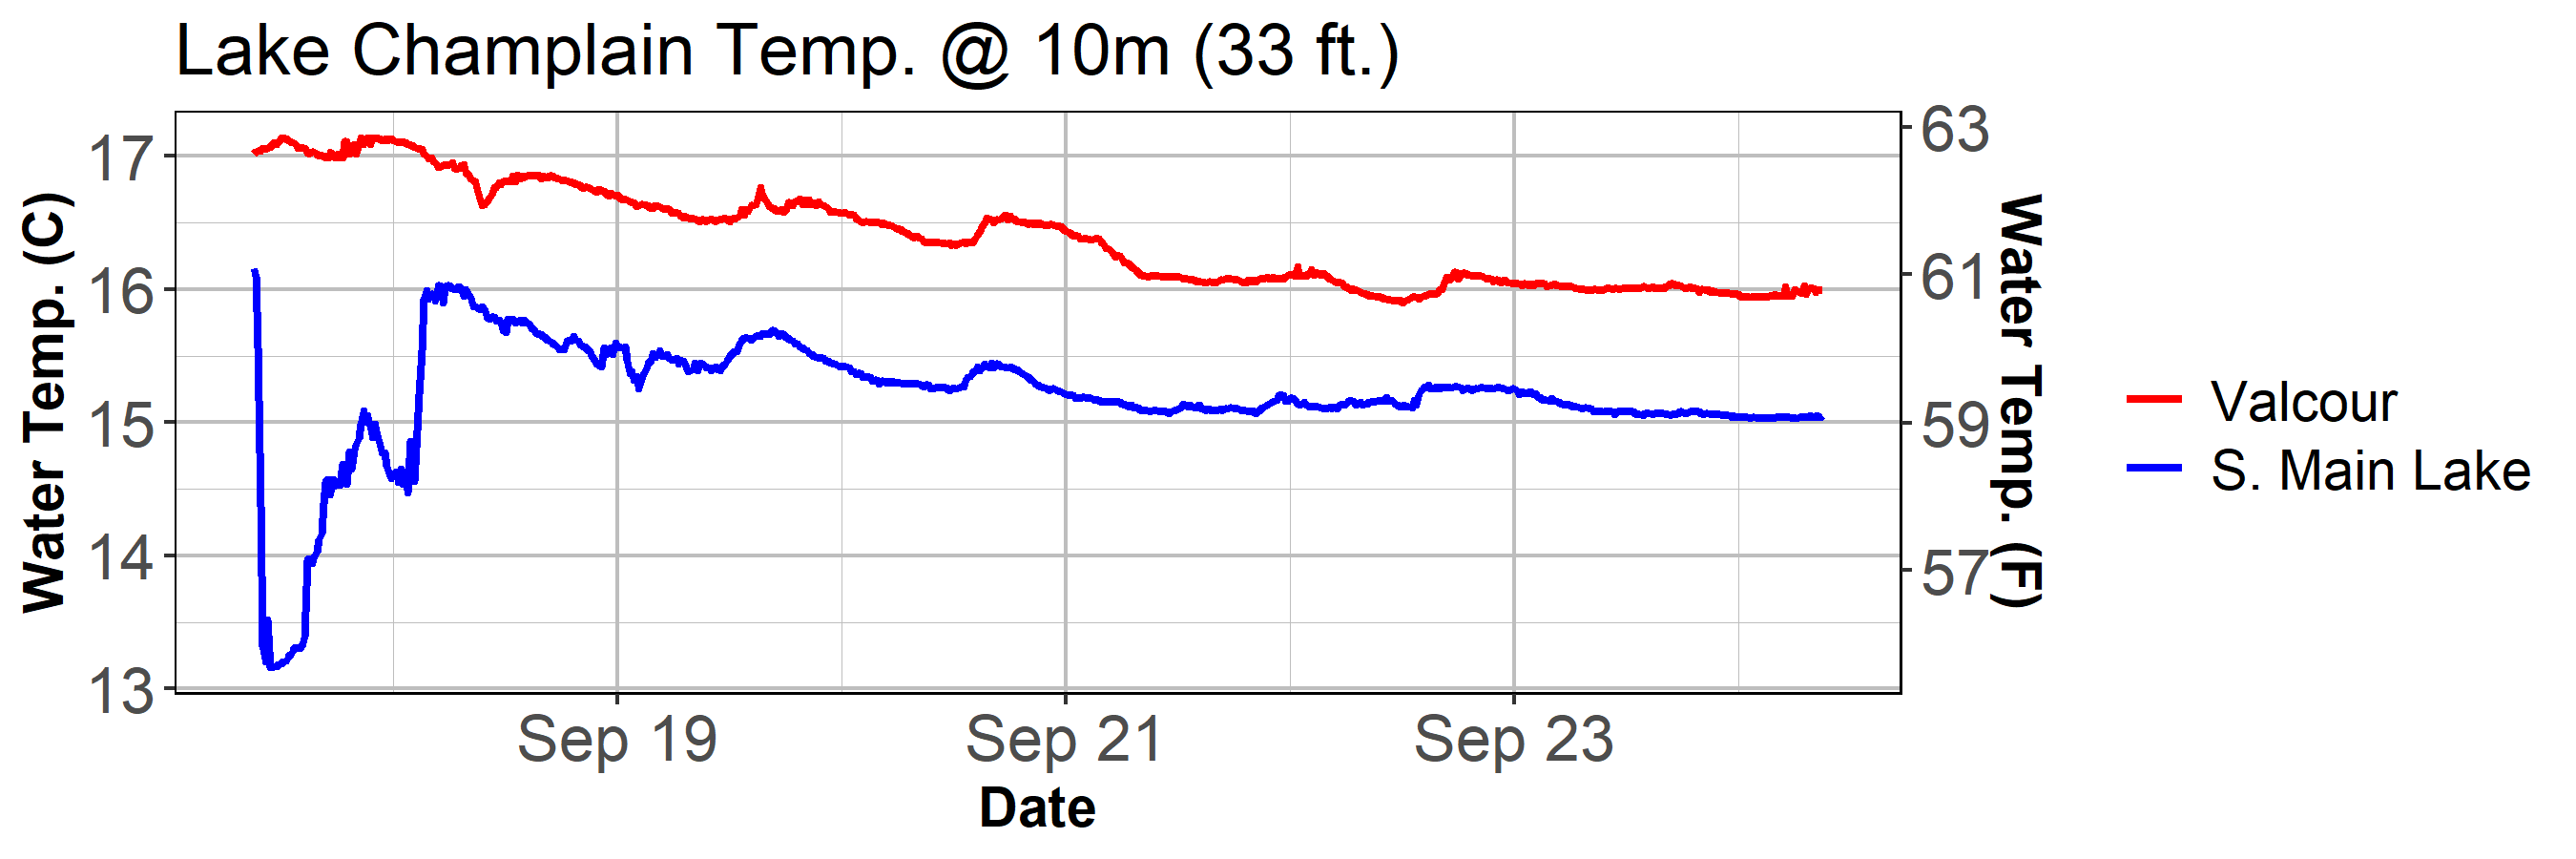 Lake Champlain Temp. @ 10m (33 ft.)
Water Temp. (C)
17
16
15
14
13
63
61
59
57
Water Temp. (F)
Sep 19
Sep 21
Sep 23
Date
Valcour
S. Main Lake